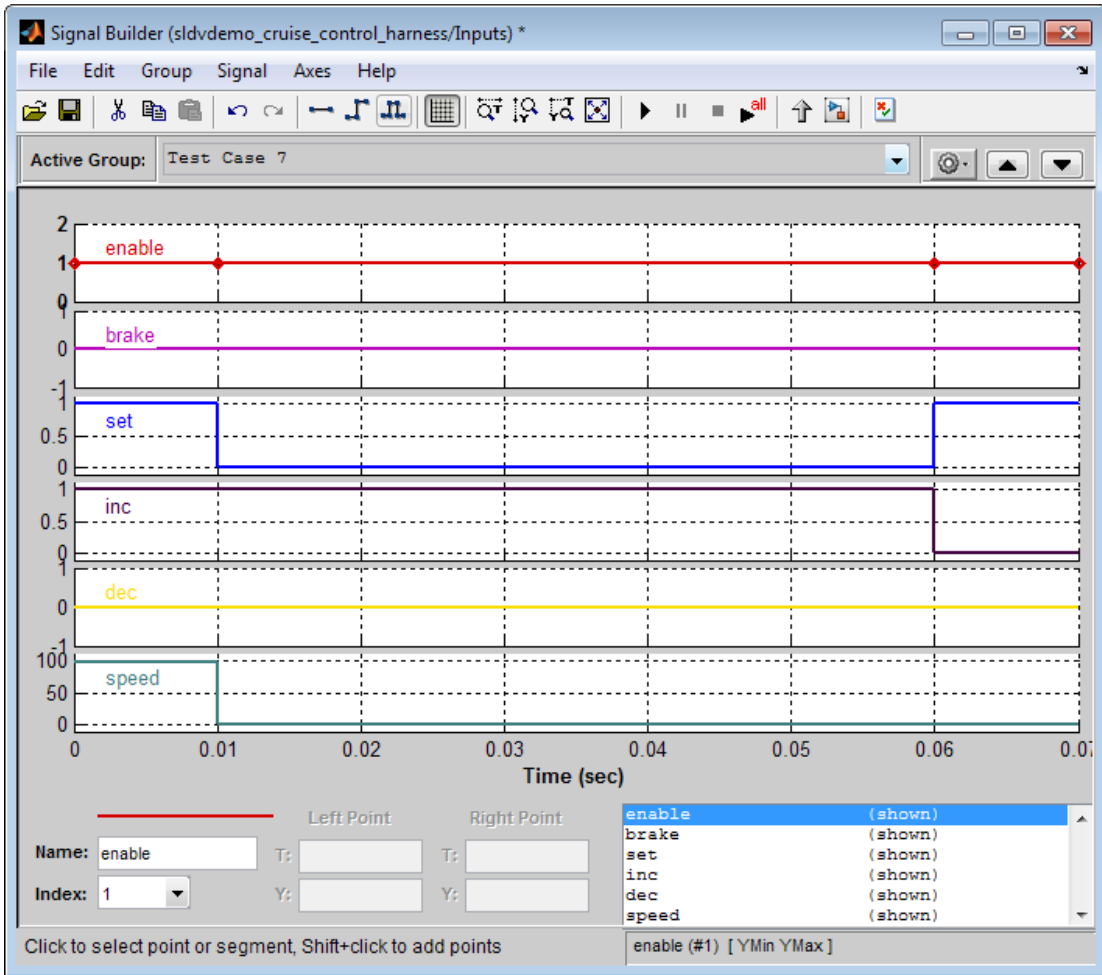 Signal Builder (sldvdemo_cruise_control_harness/Inputs) *
File Edit Group Signal Axes Help
all
Active Group: Test Case 7
2
enable
1
0
1
brake
0
-1
1
set
0.5
0
1
inc
0.5
0
1
dec
0
-1
100
speed
50
0
0 0.01 0.02 0.03 0.04 0.05 0.06 0.07
Time (sec)
Left Point Right Point
Name: enable T: T:
Index: 1 Y: Y:
enable (shown)
brake (shown)
set (shown)
inc (shown)
dec (shown)
speed (shown)
Click to select point or segment, Shift+click to add points
enable (#1) [ YMin YMax ]